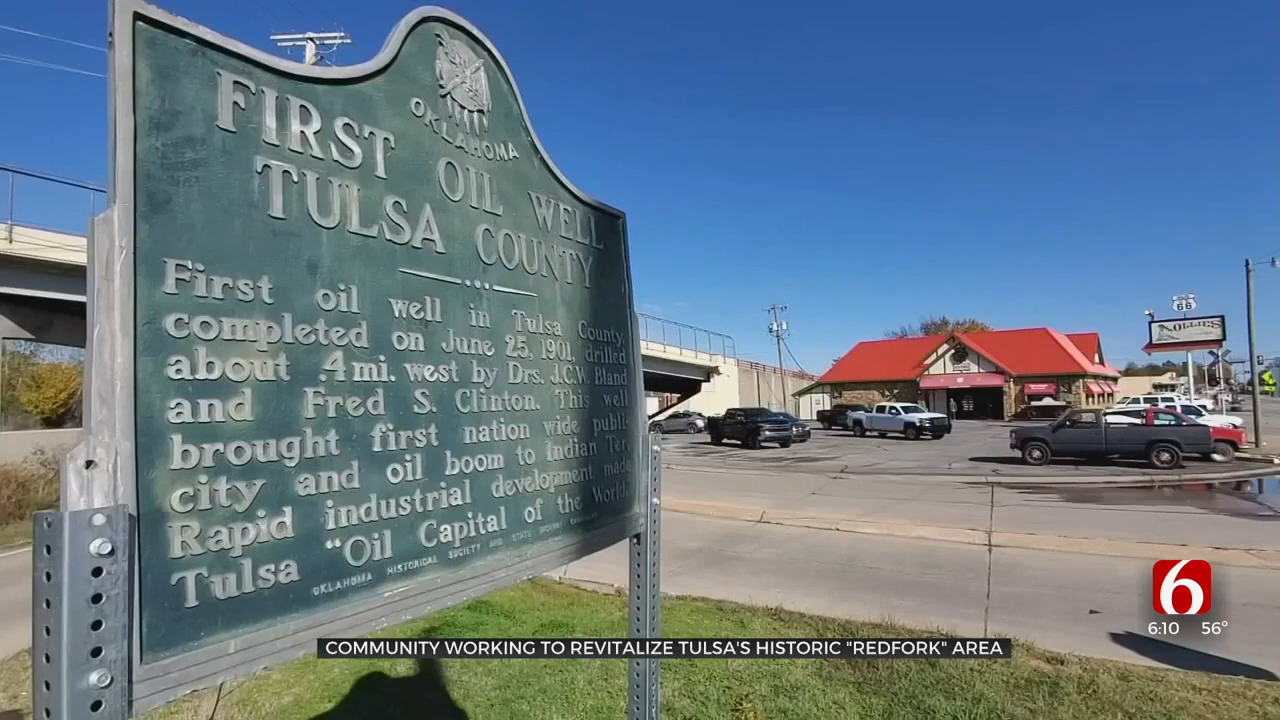 OKLAHOMA
FIRST OIL WELL
TULSA COUNTY
First oil well in Tulsa County,
completed on June 25, 1901, drilled
about .4 mi. west by Drs. J.C.W. Bland
and Fred S. Clinton. This well
brought first nation wide publi-
city and oil boom to Indian Ter.
Rapid industrial development made
Tulsa "Oil Capital of the World."
OKLAHOMA HISTORICAL SOCIETY AND STATE
66
NOLLIES
6
6:10 56°
COMMUNITY WORKING TO REVITALIZE TULSA'S HISTORIC "REDFORK" AREA